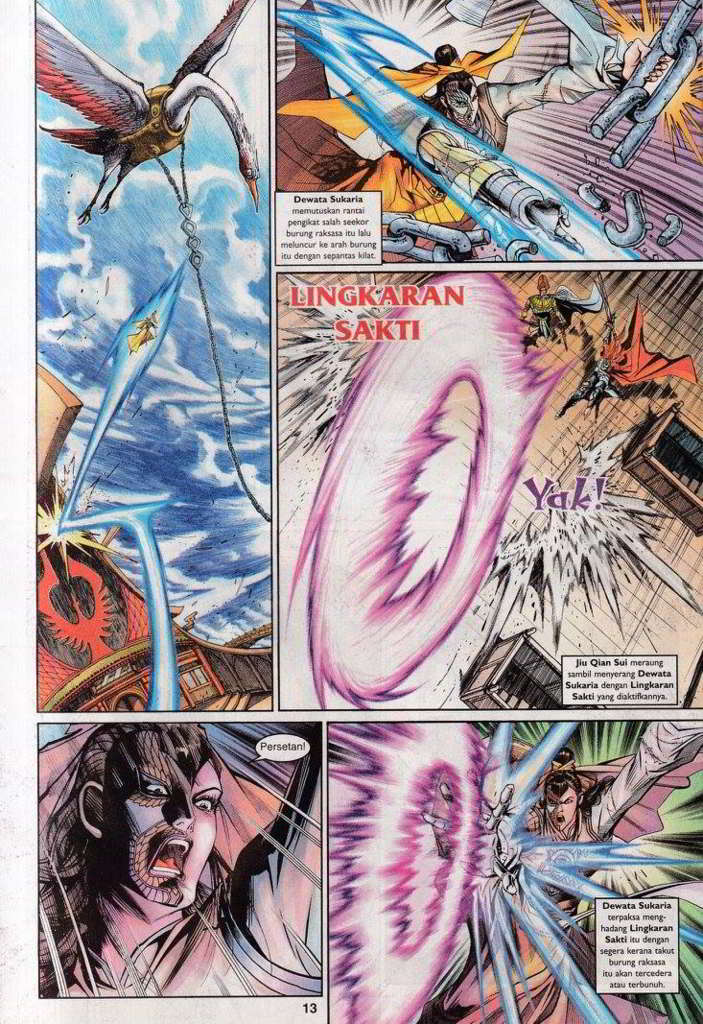 Dewata Sukaria
memutuskan rantai
pengikat salah seekor
burung raksasa itu lalu
meluncur ke arah burung
itu dengan sepantas kilat.
LINGKARAN
SAKTI
Yak!
Jiu Qian Sui meraung
sambil menyerang Dewata
Sukaria dengan Lingkaran
Sakti yang diaktifkannya.
Persetan!
Dewata Sukaria
terpaksa meng-
hadang Lingkaran
Sakti itu dengan
segera kerana takut
burung raksasa
itu akan tercedera
atau terbunuh.
13